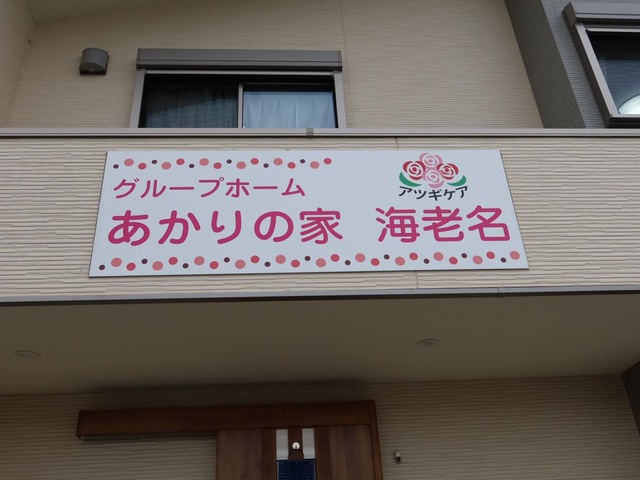 グループホーム
アツギケア
あかりの家 海老名